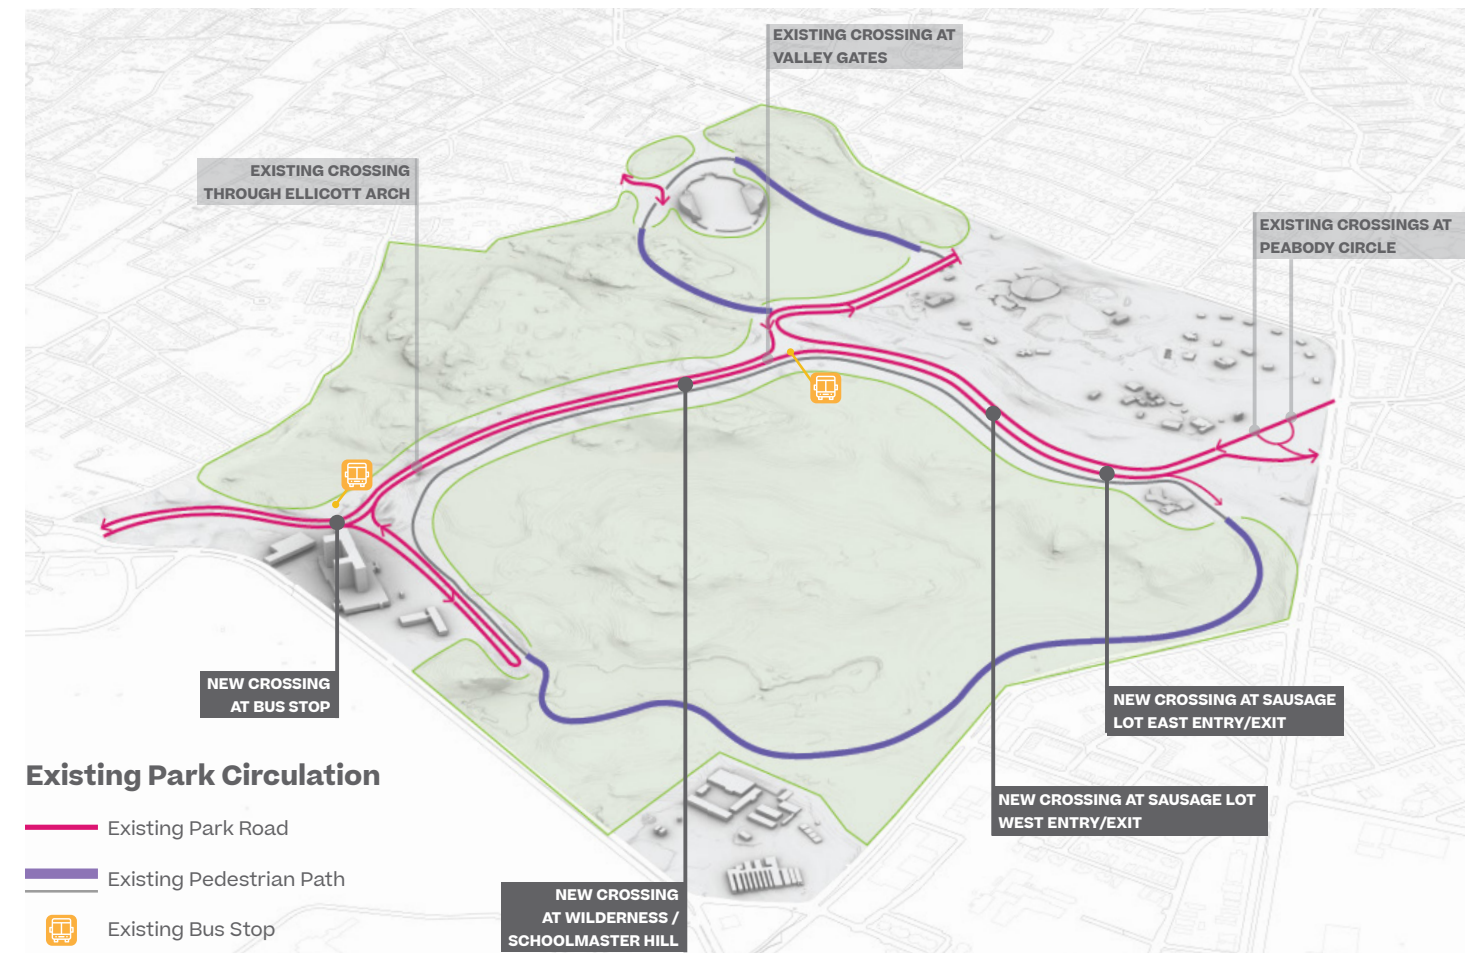 EXISTING CROSSING AT
VALLEY GATES
EXISTING CROSSING
THROUGH ELLICOTT ARCH
EXISTING CROSSINGS AT
PEABODY CIRCLE
NEW CROSSING
AT BUS STOP
NEW CROSSING AT SAUSAGE
LOT EAST ENTRY/EXIT
NEW CROSSING AT SAUSAGE LOT
WEST ENTRY/EXIT
NEW CROSSING
AT WILDERNESS /
SCHOOLMASTER HILL
Existing Park Circulation
Existing Park Road
Existing Pedestrian Path
Existing Bus Stop